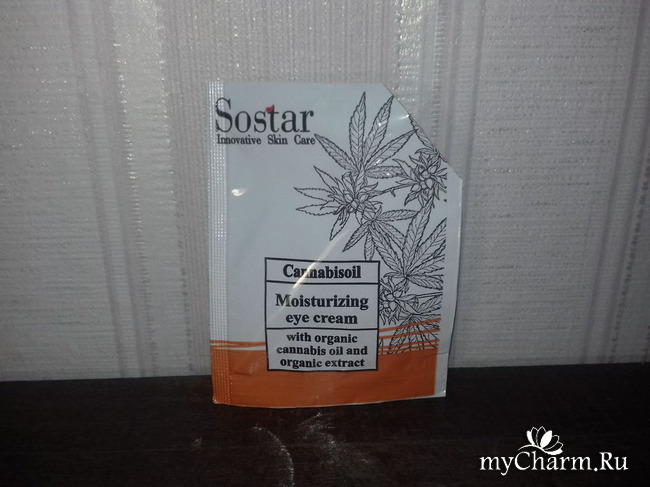 Sostar
Innovative Skin Care
Cannabisoil
Moisturizing
eye cream
with organic
cannabis oil and
organic extract
myCharm.Ru